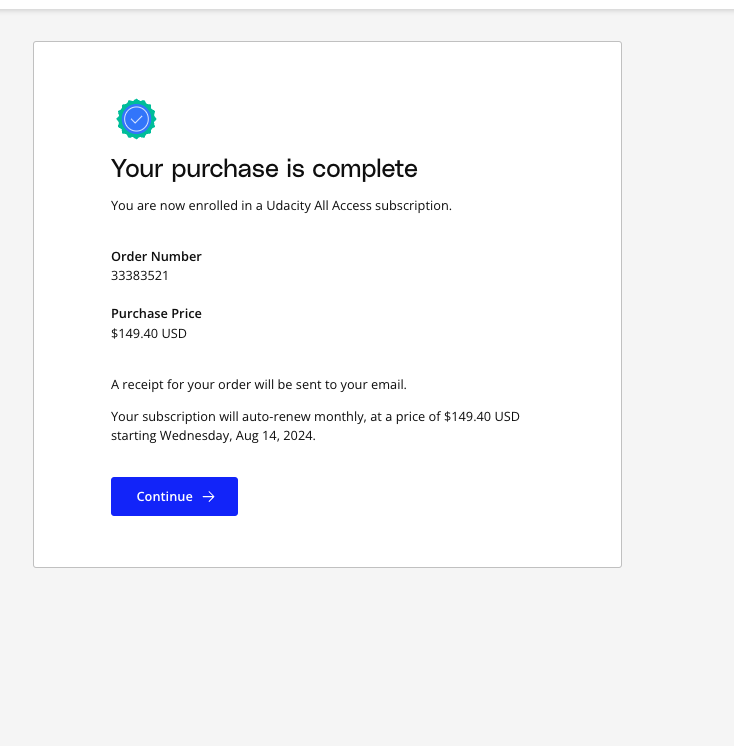 Your purchase is complete
You are now enrolled in a Udacity All Access subscription.
Order Number
33383521
Purchase Price
$149.40 USD
A receipt for your order will be sent to your email.
Your subscription will auto-renew monthly, at a price of $149.40 USD
starting Wednesday, Aug 14, 2024.
Continue →